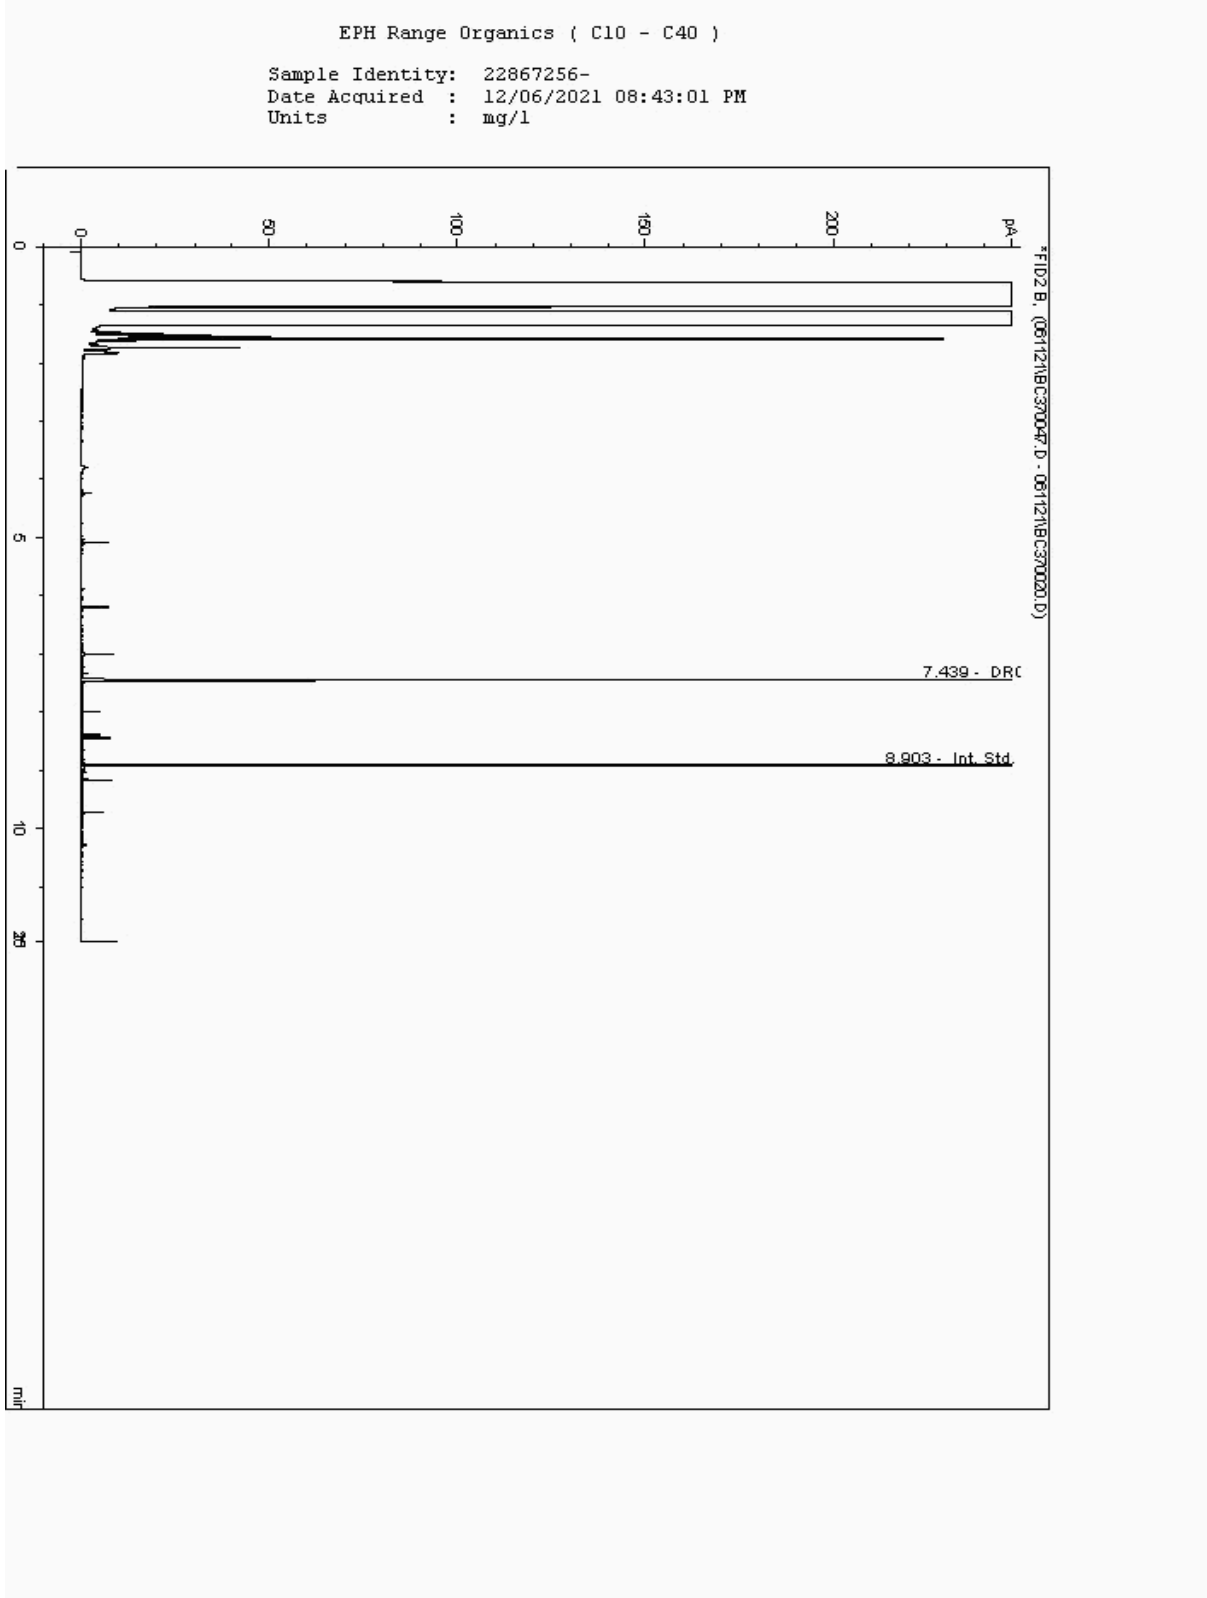 EPH Range Organics ( C10 - C40 )
Sample Identity: 22867256-
Date Acquired : 12/06/2021 08:43:01 PM
Units : mg/l
0
50
100
150
200
pA
*FID2 B, (061121\BC370047.D - 061121\BC370020.D)
0
5
7.439 - DRO
8.903 - Int. Std.
10
min